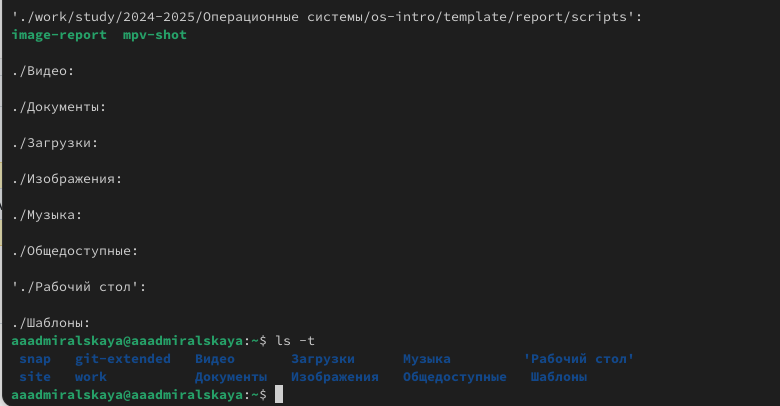 './work/study/2024-2025/Операционные системы/os-intro/template/report/scripts':
image-report  mpv-shot
./Видео:
./Документы:
./Загрузки:
./Изображения:
./Музыка:
./Общедоступные:
'./Рабочий стол':
./Шаблоны:
aaadmiralskaya@aaadmiralskaya:~$ ls -t
snap   git-extended   Видео       Загрузки      Музыка         'Рабочий стол'
site   work           Документы   Изображения   Общедоступные   Шаблоны
aaadmiralskaya@aaadmiralskaya:~$